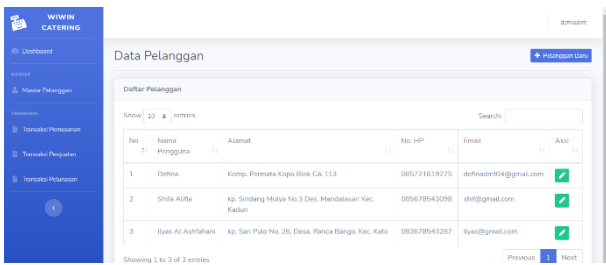 WIWIN
CATERING
definadmt
Dashboard
Data Pelanggan
+ Pelanggan Baru
MASTER
Master Pelanggan
Daftar Pelanggan
TRANSAKSI
Transaksi Pemesanan
Transaksi Penjualan
Transaksi Pelunasan
Show 10 entries
Search:
No Nama Pengguna Alamat No. HP Email Aksi
1 Defina Komp. Permata Kopo Blok CA 113 085721619275 definadmt04@gmail.com
2 Shifa Alifia kp. Sindang Mulya No.3 Des. Mandalasan Kec. Kadun 085678543098 shif@gmail.com
3 Ilyas Al Ashfahani kp. Sari Pulo No. 26, Desa. Ranca Bango, Kec. Kato 083678543267 ilyas@gmail.com
Showing 1 to 3 of 3 entries
Previous 1 Next